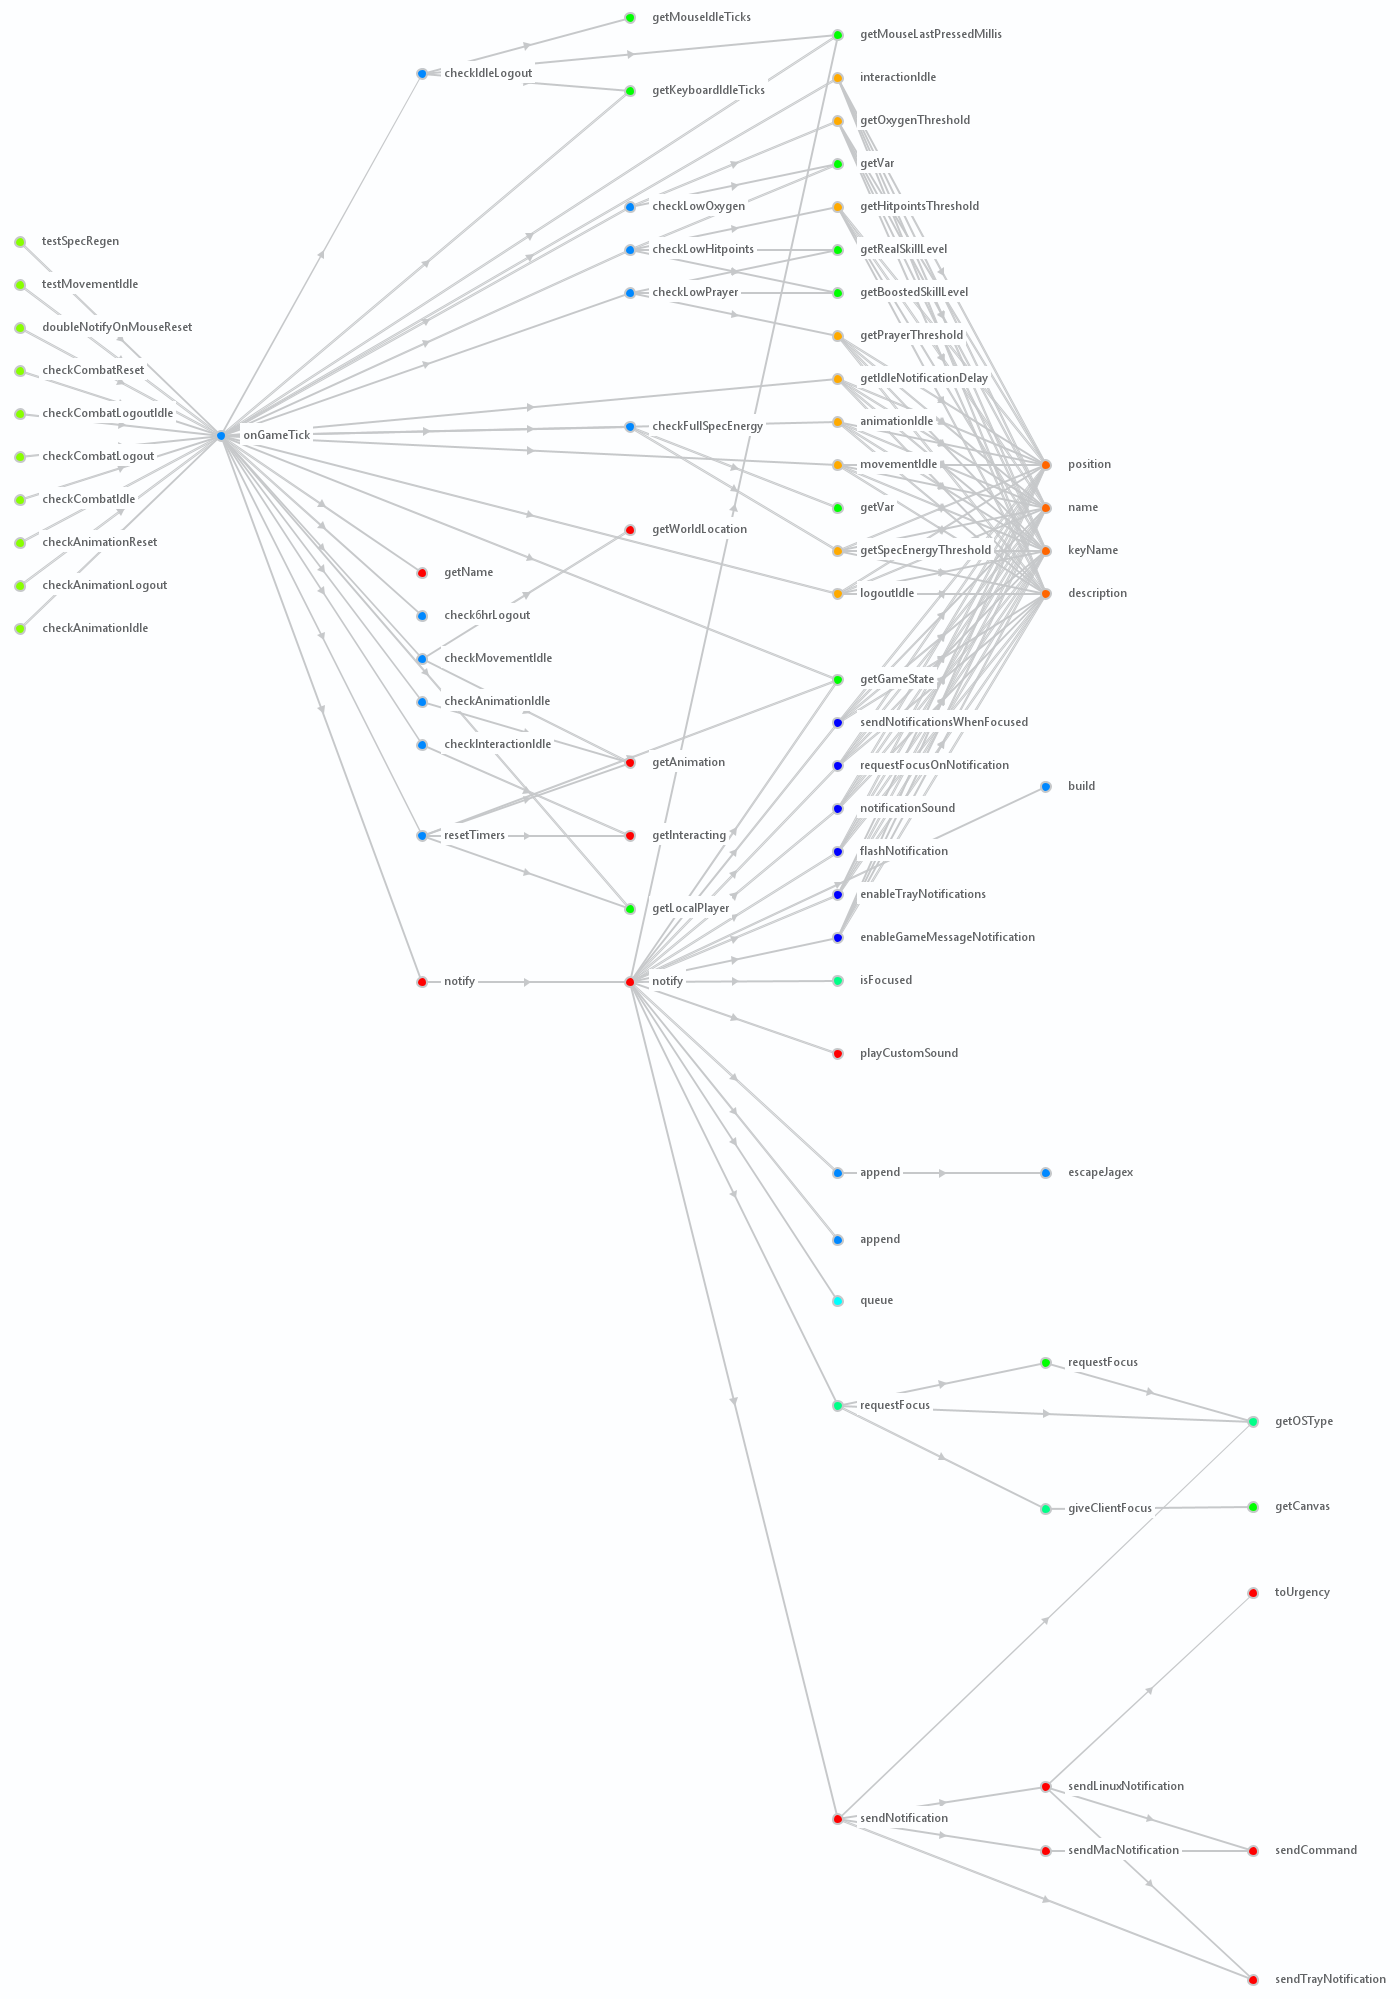 getMouseIdleTicks
getMouseLastPressedMillis
checkIdleLogout
interactionIdle
getKeyboardIdleTicks
getOxygenThreshold
getVar
checkLowOxygen
getHitpointsThreshold
testSpecRegen
checkLowHitpoints
getRealSkillLevel
testMovementIdle
checkLowPrayer
getBoostedSkillLevel
doubleNotifyOnMouseReset
getPrayerThreshold
checkCombatReset
getIdleNotificationDelay
checkCombatLogoutIdle
animationIdle
checkFullSpecEnergy
onGameTick
checkCombatLogout
movementIdle
position
checkCombatIdle
getVar
name
getWorldLocation
checkAnimationReset
getSpecEnergyThreshold
keyName
getName
checkAnimationLogout
logoutIdle
description
check6hrLogout
checkAnimationIdle
checkMovementIdle
getGameState
checkAnimationIdle
sendNotificationsWhenFocused
checkInteractionIdle
getAnimation
requestFocusOnNotification
build
notificationSound
resetTimers
getInteracting
flashNotification
enableTrayNotifications
getLocalPlayer
enableGameMessageNotification
notify
notify
isFocused
playCustomSound
append
escapeJagex
append
queue
requestFocus
requestFocus
getOSType
giveClientFocus
getCanvas
toUrgency
sendLinuxNotification
sendNotification
sendMacNotification
sendCommand
sendTrayNotification